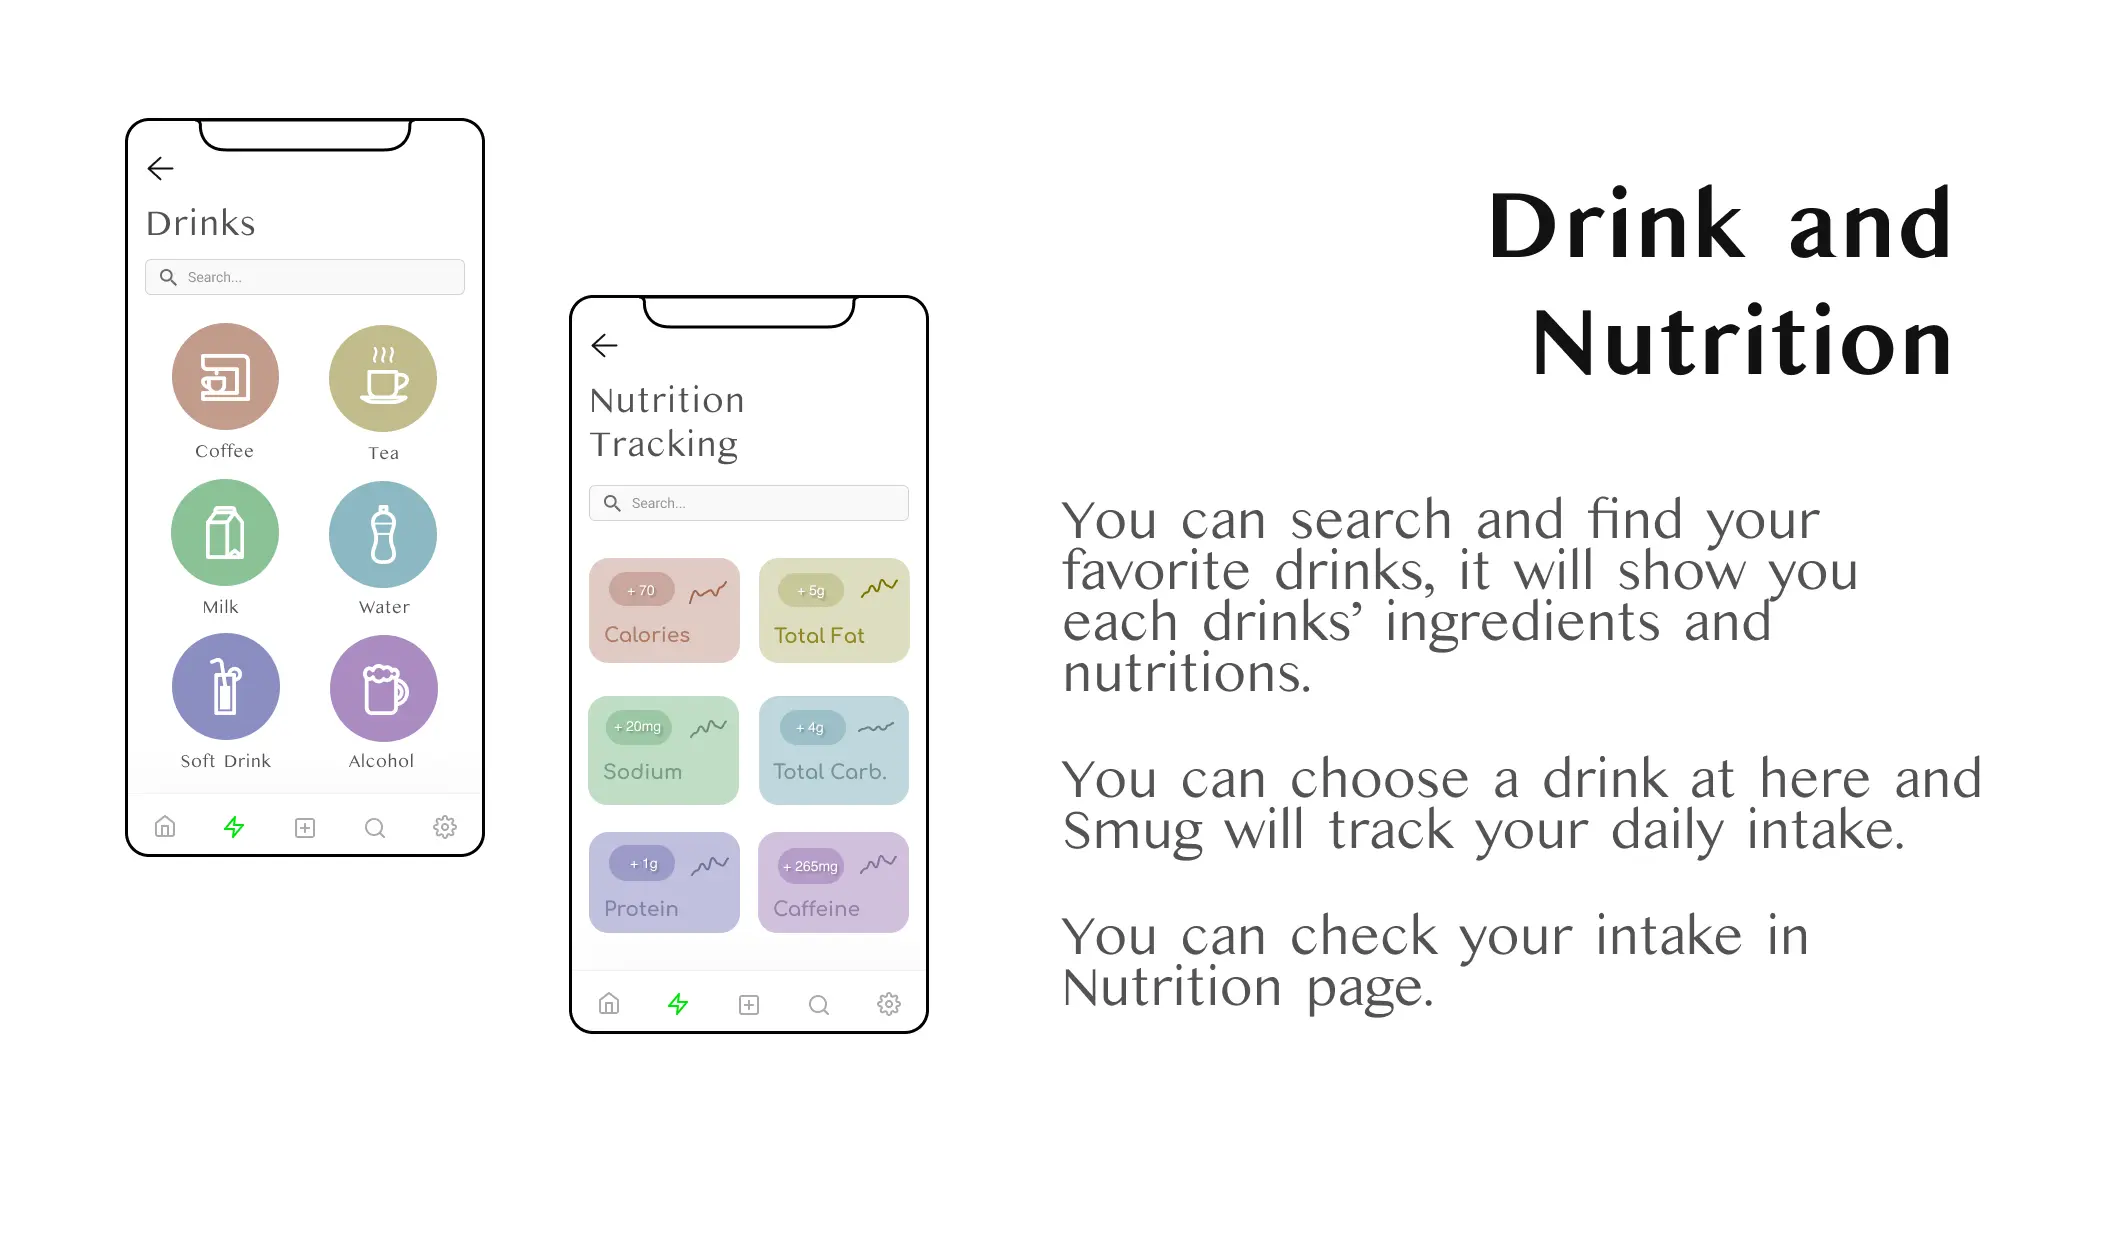 Drinks
Search...
Coffee
Tea
Milk
Water
Soft Drink
Alcohol
Nutrition
Tracking
Search...
+ 70
Calories
+ 5g
Total Fat
+ 20mg
Sodium
+ 4g
Total Carb.
+ 1g
Protein
+ 265mg
Caffeine
Drink and
Nutrition
You can search and find your
favorite drinks, it will show you
each drinks’ ingredients and
nutritions.
You can choose a drink at here and
Smug will track your daily intake.
You can check your intake in
Nutrition page.